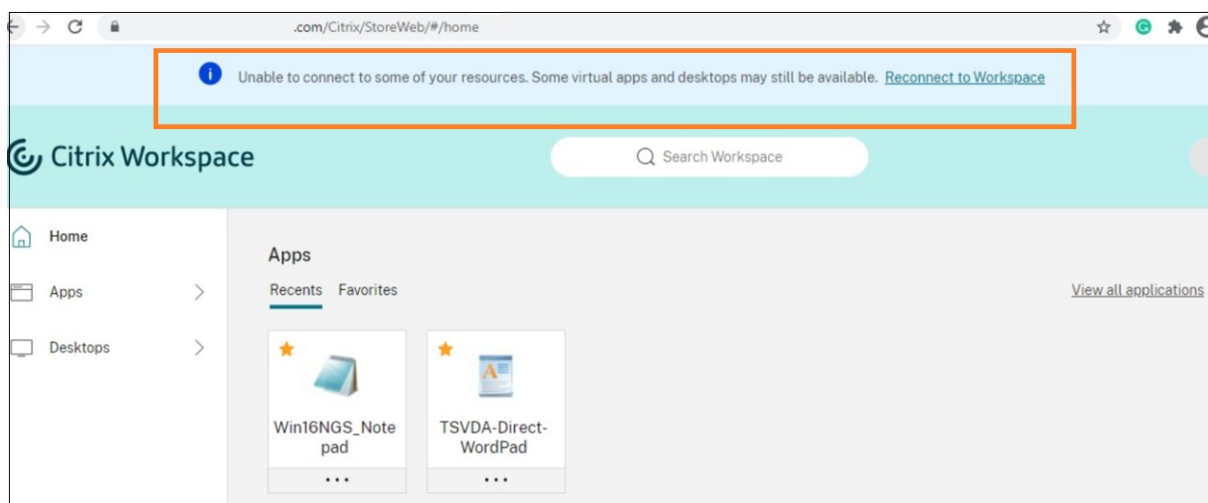 .com/Citrix/StoreWeb/#/home
Unable to connect to some of your resources. Some virtual apps and desktops may still be available. Reconnect to Workspace
Citrix Workspace
Search Workspace
Home
Apps
Desktops
Apps
Recents Favorites
View all applications
Win16NGS_Note
pad
TSVDA-Direct-
WordPad